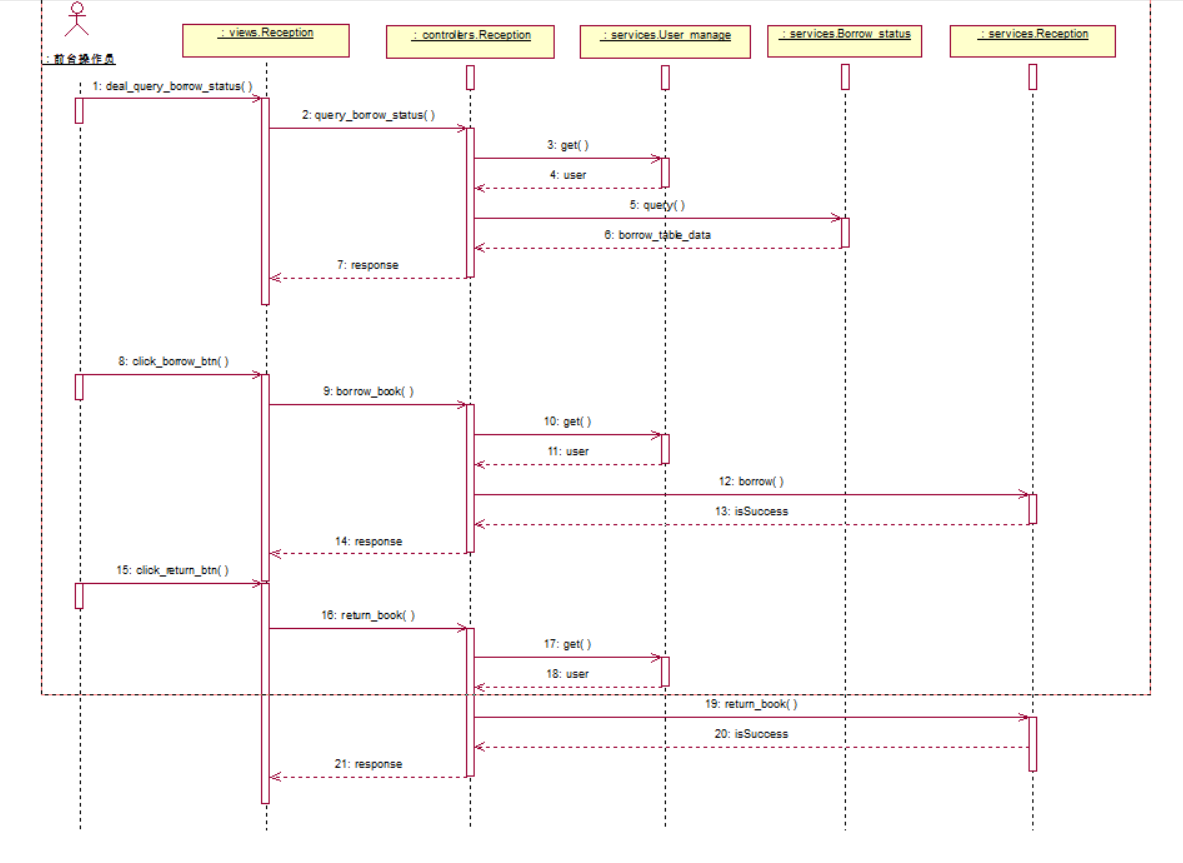 : views.Reception
: controllers.Reception
: services.User_manage
: services.Borrow_status
: services.Reception
: 前台操作员
1: deal_query_borrow_status( )
2: query_borrow_status( )
3: get( )
4: user
5: query( )
6: borrow_table_data
7: response
8: click_borrow_btn( )
9: borrow_book( )
10: get( )
11: user
12: borrow( )
13: isSuccess
14: response
15: click_return_btn( )
16: return_book( )
17: get( )
18: user
19: return_book( )
20: isSuccess
21: response